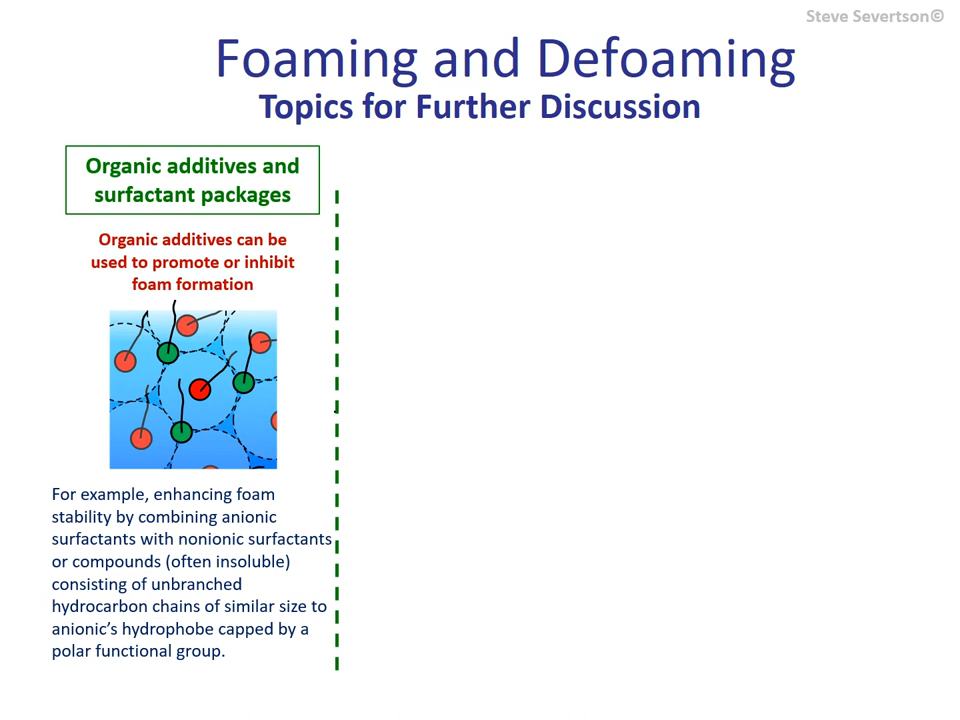 Steve Severtson©
Foaming and Defoaming
Topics for Further Discussion
Organic additives and
surfactant packages
Organic additives can be
used to promote or inhibit
foam formation
For example, enhancing foam
stability by combining anionic
surfactants with nonionic surfactants
or compounds (often insoluble)
consisting of unbranched
hydrocarbon chains of similar size to
anionic’s hydrophobe capped by a
polar functional group.